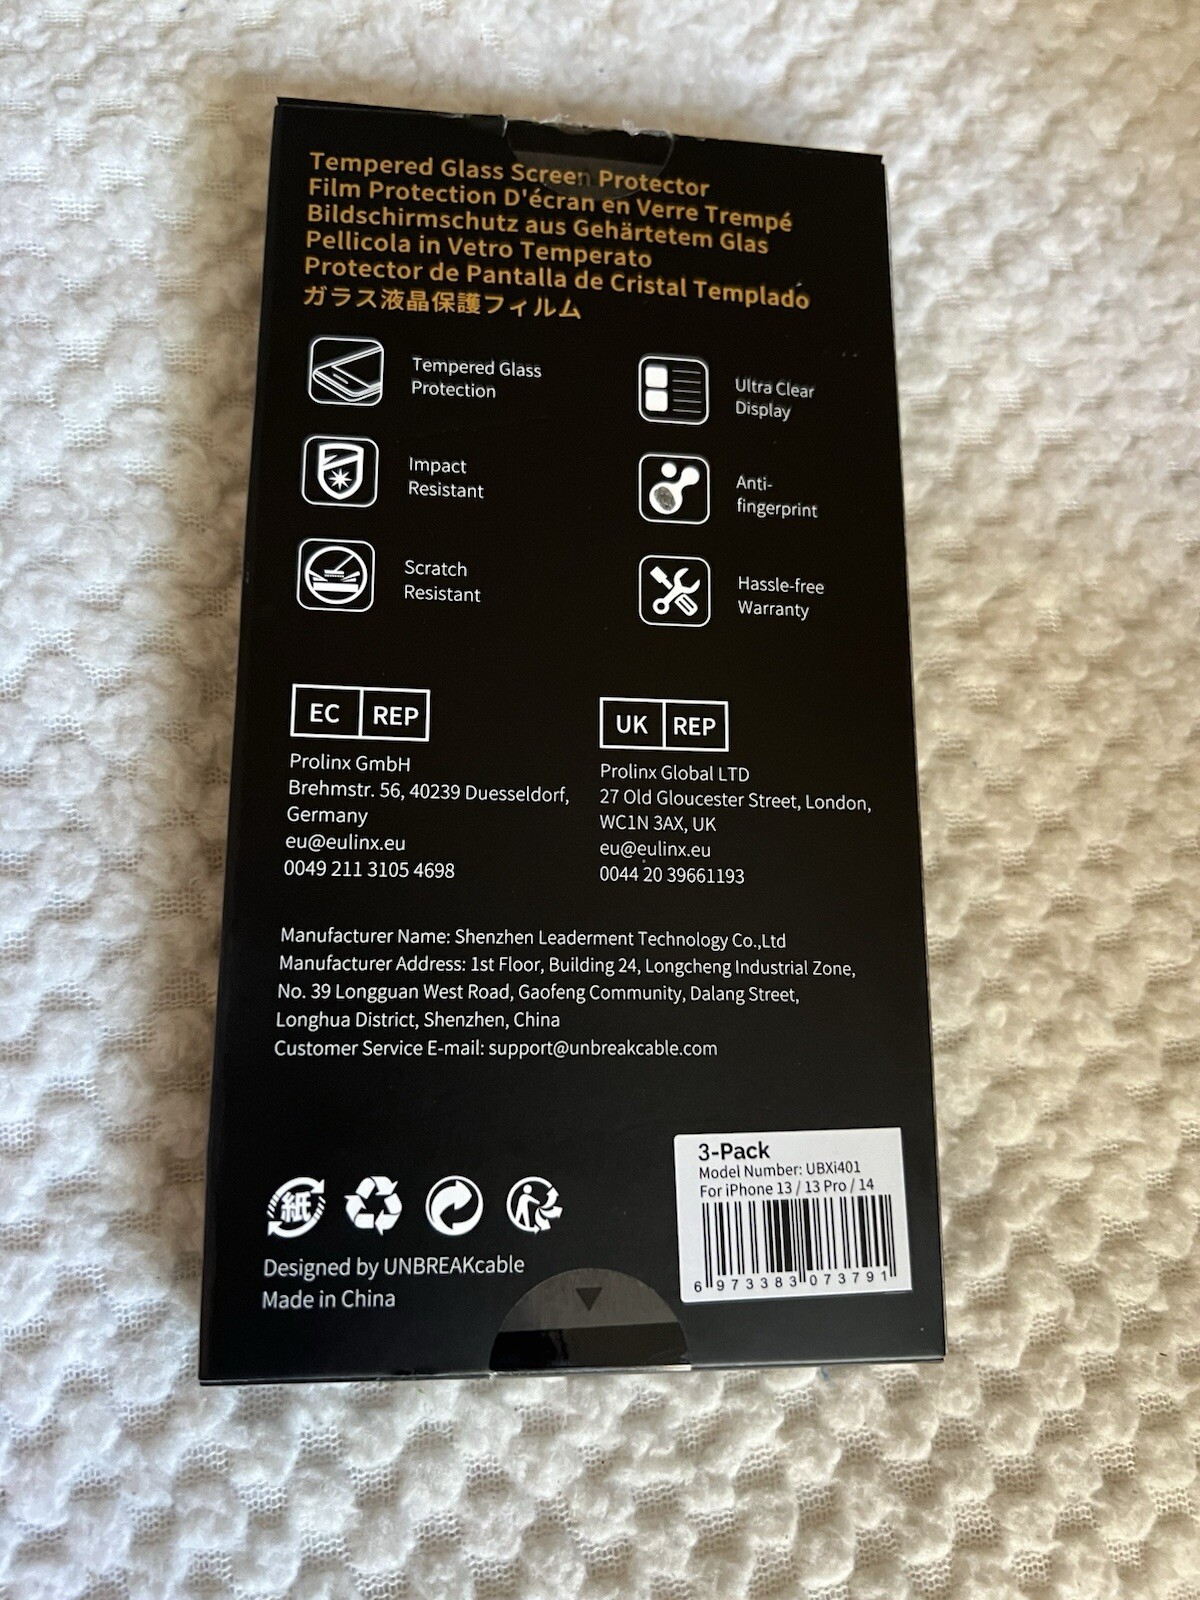 Tempered Glass Screen Protector
Film Protection D'écran en Verre Trempé
Bildschirmschutz aus Gehärtetem Glas
Pellicola in Vetro Temperato
Protector de Pantalla de Cristal Templado
ガラス液晶保護フィルム
Tempered Glass
Protection
Ultra Clear
Display
Impact
Resistant
Anti-
fingerprint
Scratch
Resistant
Hassle-free
Warranty
EC REP
Prolinx GmbH
Brehmstr. 56, 40239 Duesseldorf,
Germany
eu@eulinx.eu
0049 211 3105 4698
UK REP
Prolinx Global LTD
27 Old Gloucester Street, London,
WC1N 3AX, UK
eu@eulinx.eu
0044 20 39661193
Manufacturer Name: Shenzhen Leaderment Technology Co.,Ltd
Manufacturer Address: 1st Floor, Building 24, Longcheng Industrial Zone,
No. 39 Longguan West Road, Gaofeng Community, Dalang Street,
Longhua District, Shenzhen, China
Customer Service E-mail: support@unbreakcable.com
紙
Designed by UNBREAKcable
Made in China
3-Pack
Model Number: UBXi401
For iPhone 13 / 13 Pro / 14
6 973383 073791